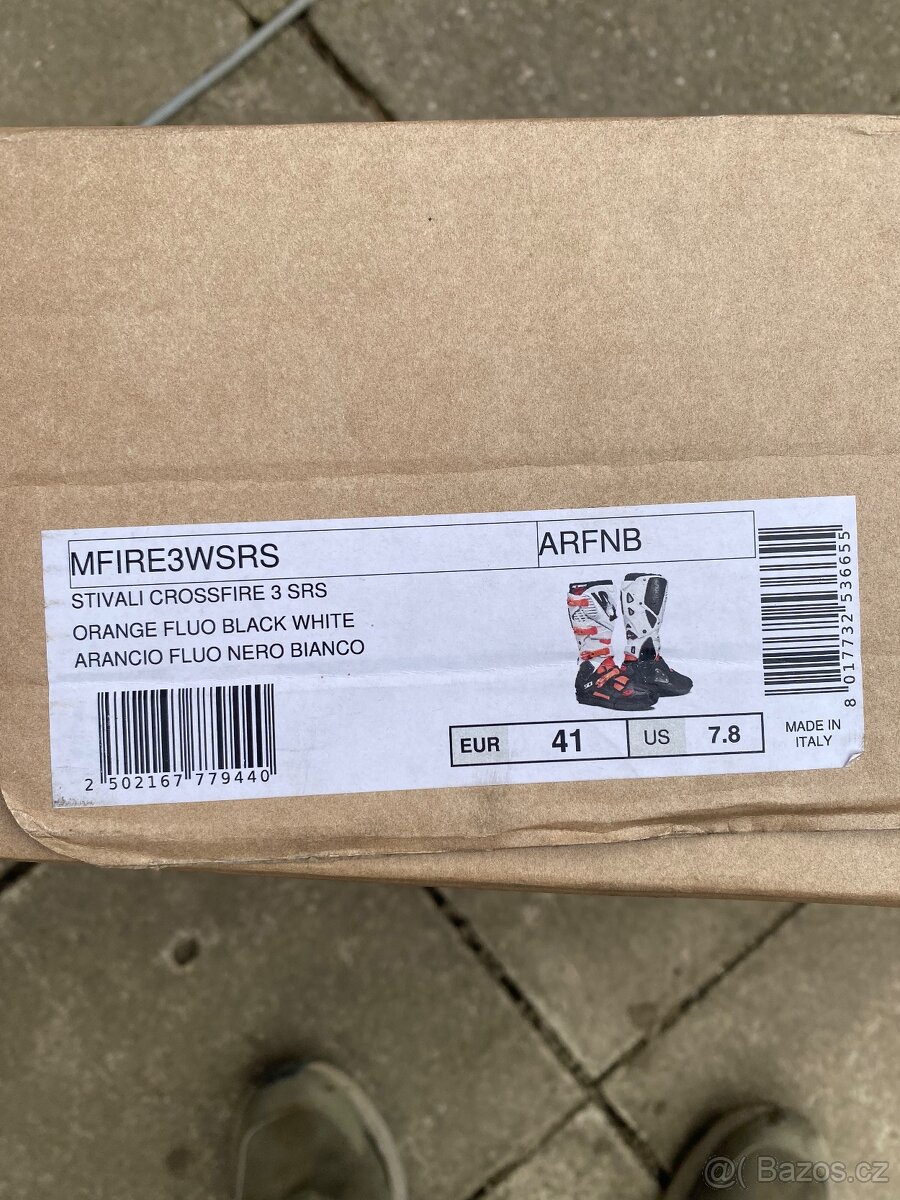 MFIRE3WSRS ARFNB
STIVALI CROSSFIRE 3 SRS
ORANGE FLUO BLACK WHITE
ARANCIO FLUO NERO BIANCO
2 502167 779440
EUR 41 US 7.8
MADE IN
ITALY
8 017732 536655
@( Bazos.cz